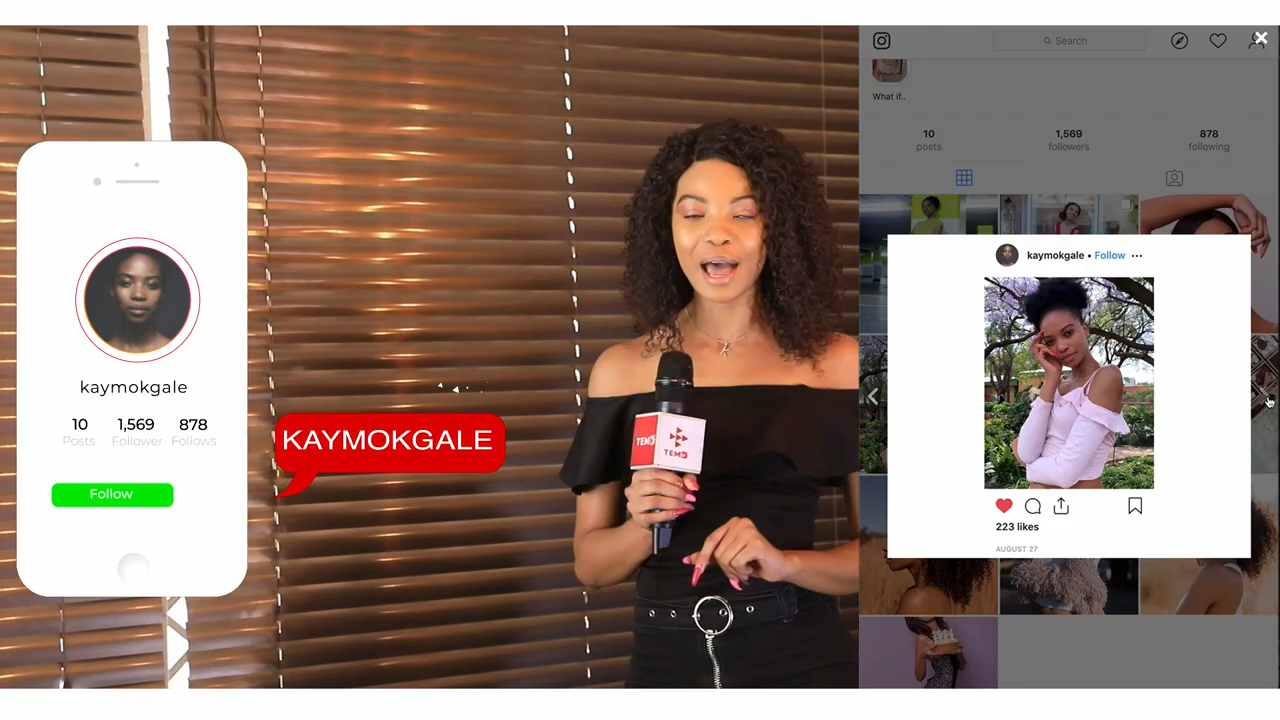 kaymokgale
10 1,569 878
Posts Follower Follows
Follow
KAYMOKGALE
TEMO
TEMO
Search
What if..
10 1,569 878
posts followers following
kaymokgale • Follow
223 likes
AUGUST 27